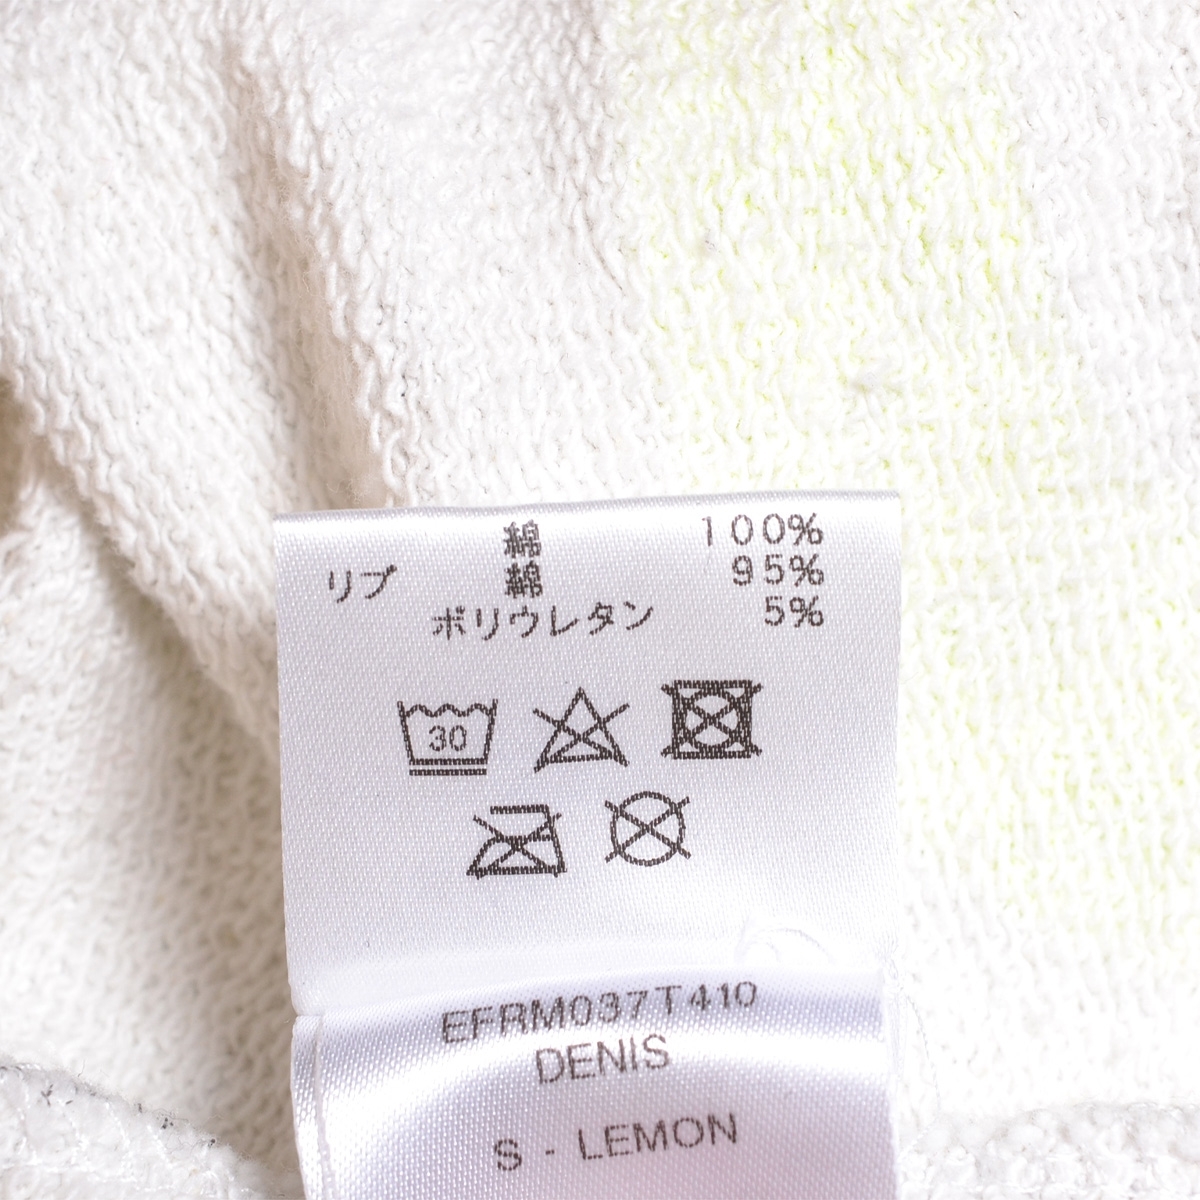 綿 100%
リブ 綿 95%
ポリウレタン 5%
30
EFRM037T410
DENIS
S - LEMON